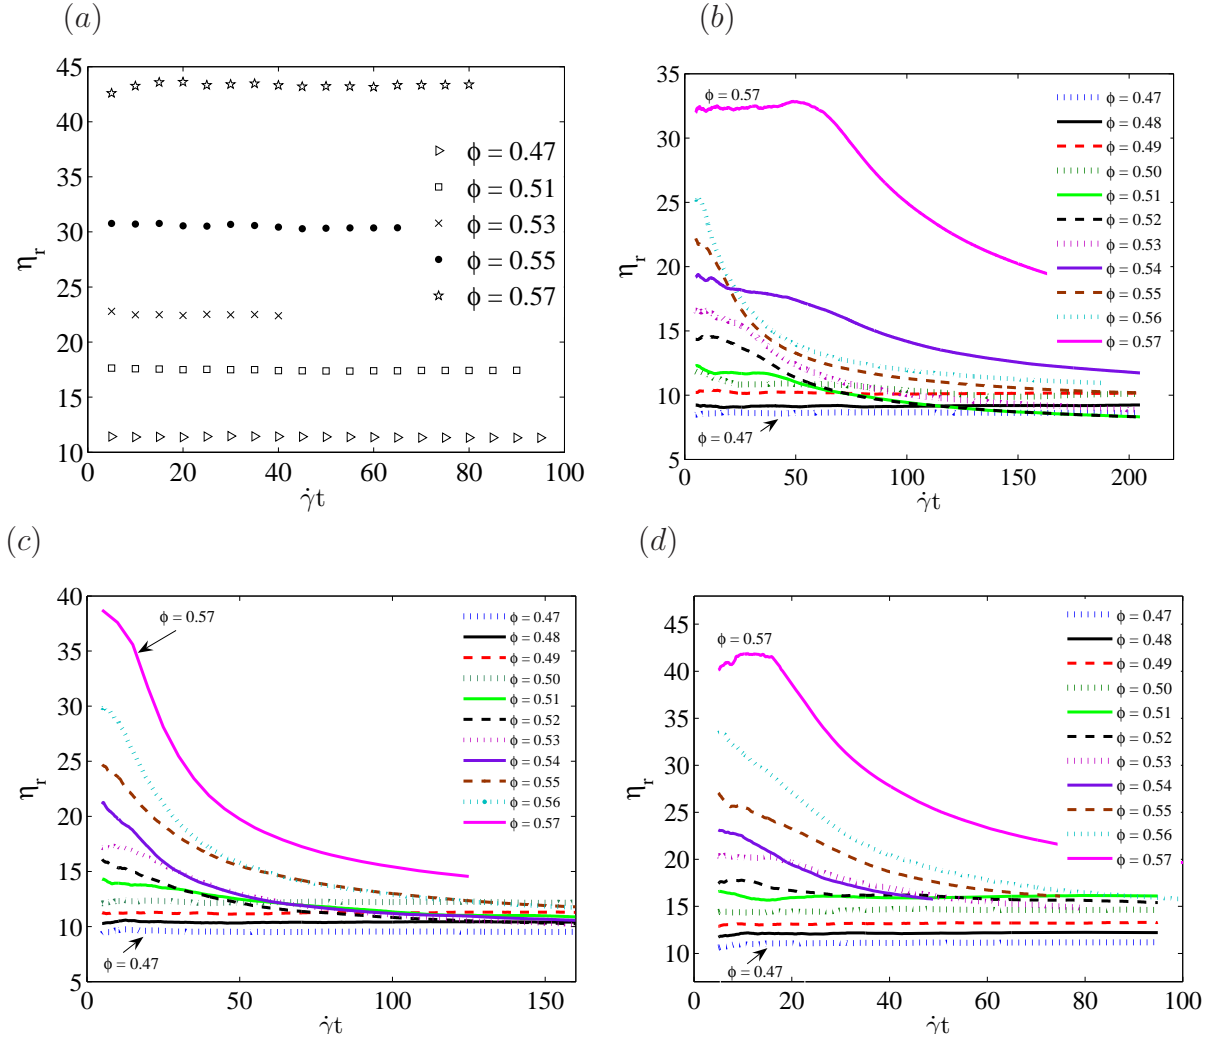 (a)
45
40
35
30
25
20
15
10
0
20
40
60
80
100
η_r
γ̇t
ϕ = 0.47
ϕ = 0.51
ϕ = 0.53
ϕ = 0.55
ϕ = 0.57
(b)
35
30
25
20
15
10
5
0
50
100
150
200
η_r
γ̇t
ϕ = 0.57
ϕ = 0.47
ϕ = 0.47
ϕ = 0.48
ϕ = 0.49
ϕ = 0.50
ϕ = 0.51
ϕ = 0.52
ϕ = 0.53
ϕ = 0.54
ϕ = 0.55
ϕ = 0.56
ϕ = 0.57
(c)
40
35
30
25
20
15
10
5
0
50
100
150
η_r
γ̇t
ϕ = 0.57
ϕ = 0.47
ϕ = 0.47
ϕ = 0.48
ϕ = 0.49
ϕ = 0.50
ϕ = 0.51
ϕ = 0.52
ϕ = 0.53
ϕ = 0.54
ϕ = 0.55
ϕ = 0.56
ϕ = 0.57
(d)
45
40
35
30
25
20
15
10
0
20
40
60
80
100
η_r
γ̇t
ϕ = 0.57
ϕ = 0.47
ϕ = 0.47
ϕ = 0.48
ϕ = 0.49
ϕ = 0.50
ϕ = 0.51
ϕ = 0.52
ϕ = 0.53
ϕ = 0.54
ϕ = 0.55
ϕ = 0.56
ϕ = 0.57